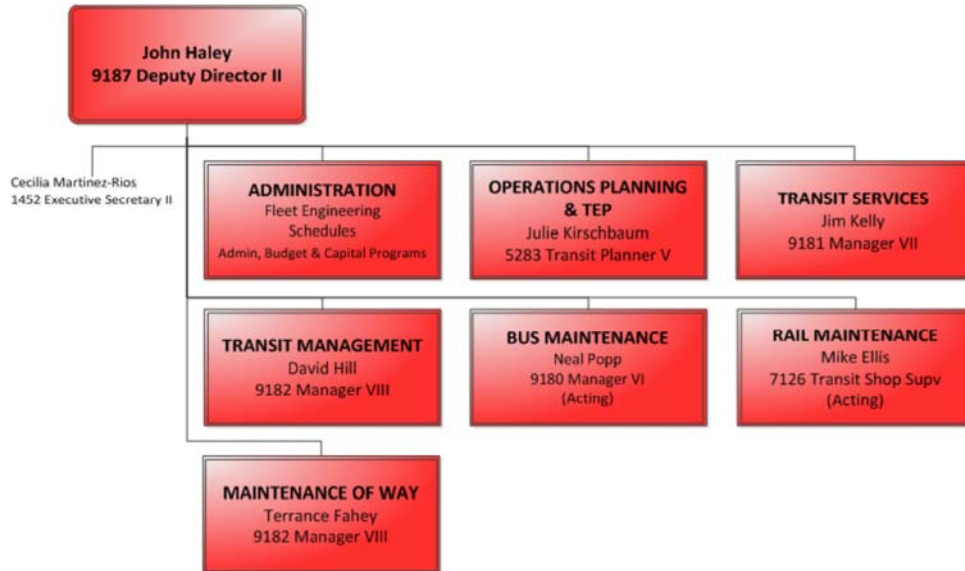 John Haley
9187 Deputy Director II
Cecilia Martinez-Rios
1452 Executive Secretary II
ADMINISTRATION
Fleet Engineering
Schedules
Admin, Budget & Capital Programs
OPERATIONS PLANNING
& TEP
Julie Kirschbaum
5283 Transit Planner V
TRANSIT SERVICES
Jim Kelly
9181 Manager VII
TRANSIT MANAGEMENT
David Hill
9182 Manager VIII
BUS MAINTENANCE
Neal Popp
9180 Manager VI
(Acting)
RAIL MAINTENANCE
Mike Ellis
7126 Transit Shop Supv
(Acting)
MAINTENANCE OF WAY
Terrance Fahey
9182 Manager VIII